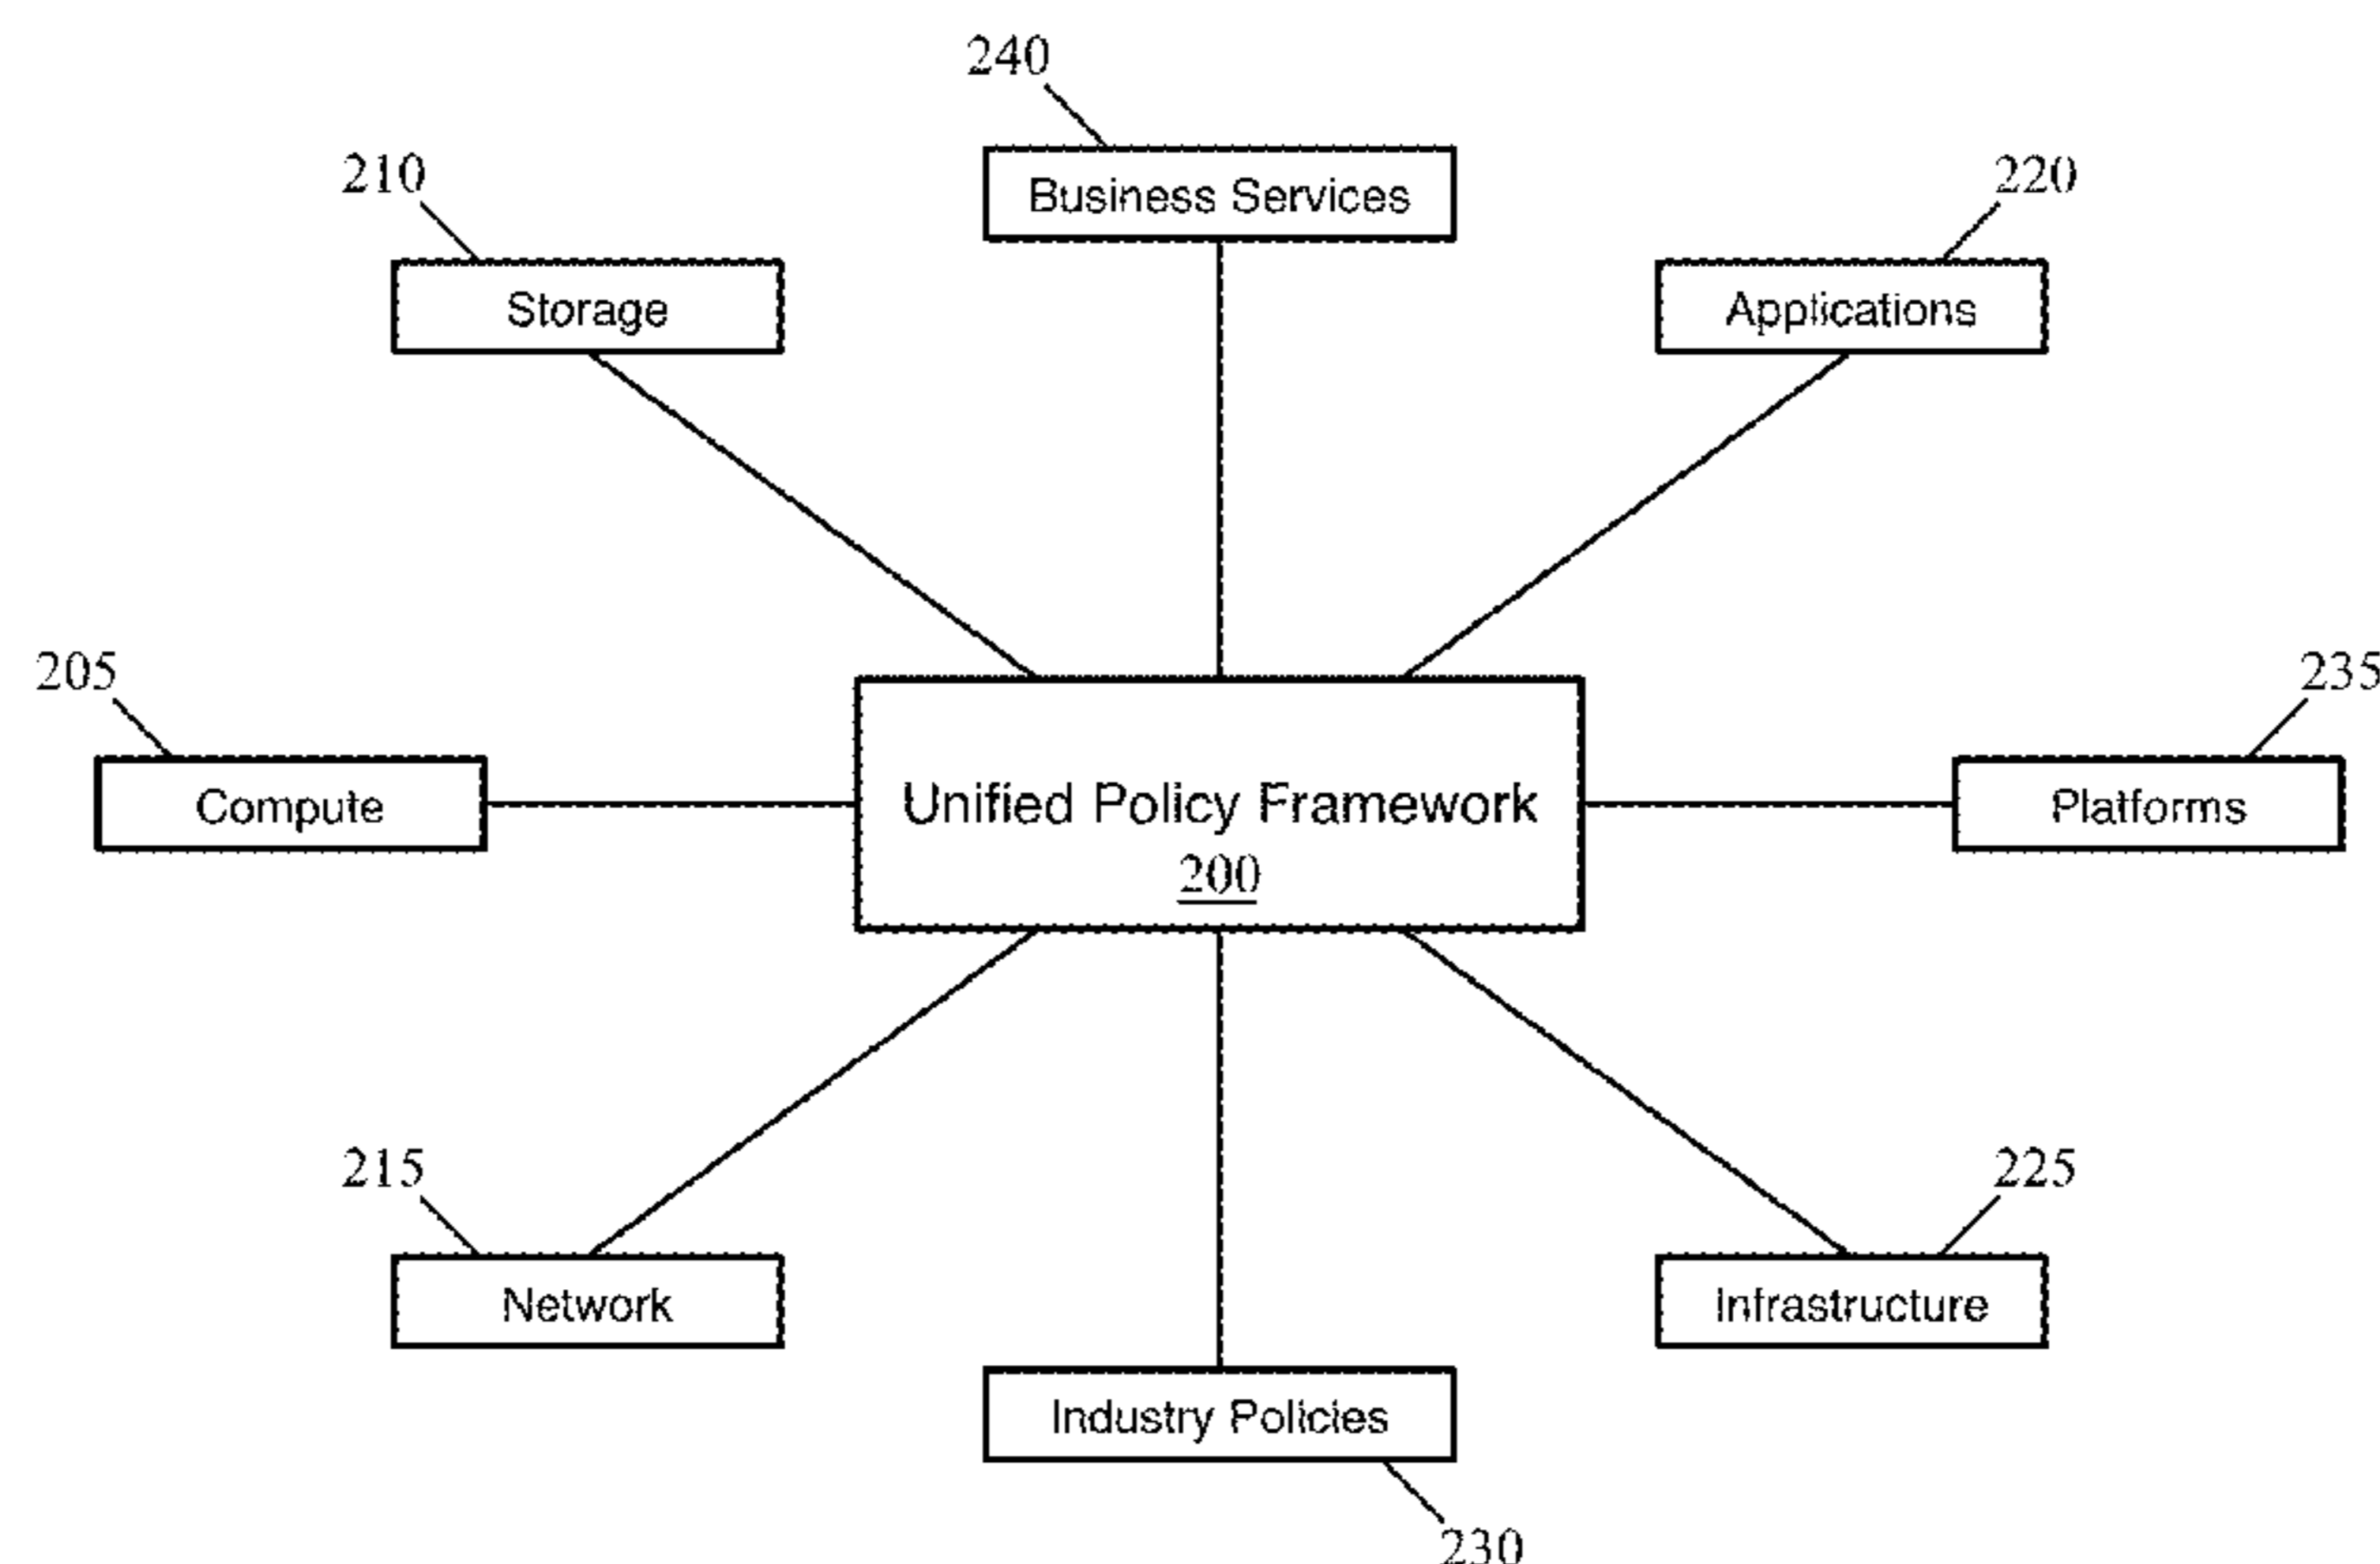 240
Business Services
210
Storage
220
Applications
205
Compute
Unified Policy Framework
200
235
Platforms
215
Network
225
Infrastructure
Industry Policies
230